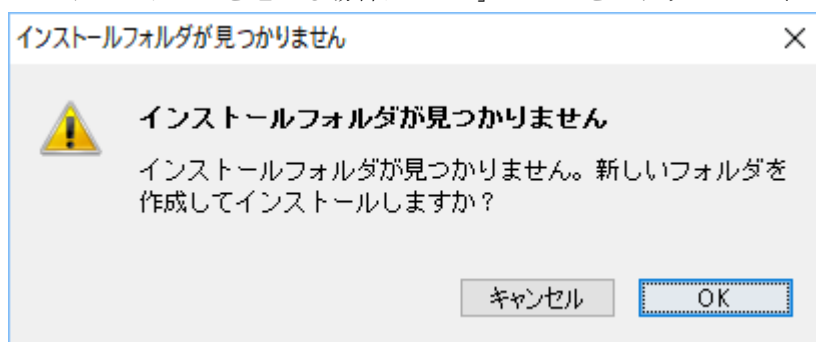 インストールフォルダが見つかりません
インストールフォルダが見つかりません
インストールフォルダが見つかりません。新しいフォルダを
作成してインストールしますか？
キャンセル
OK